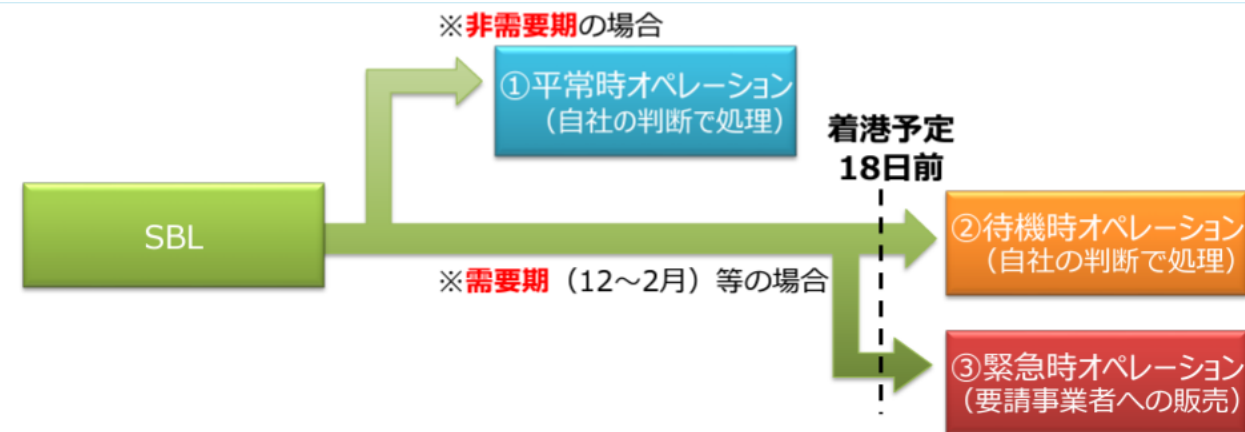 ※非需要期の場合
①平常時オペレーション
（自社の判断で処理）
着港予定
18日前
SBL
②待機時オペレーション
（自社の判断で処理）
※需要期（12～2月）等の場合
③緊急時オペレーション
（要請事業者への販売）